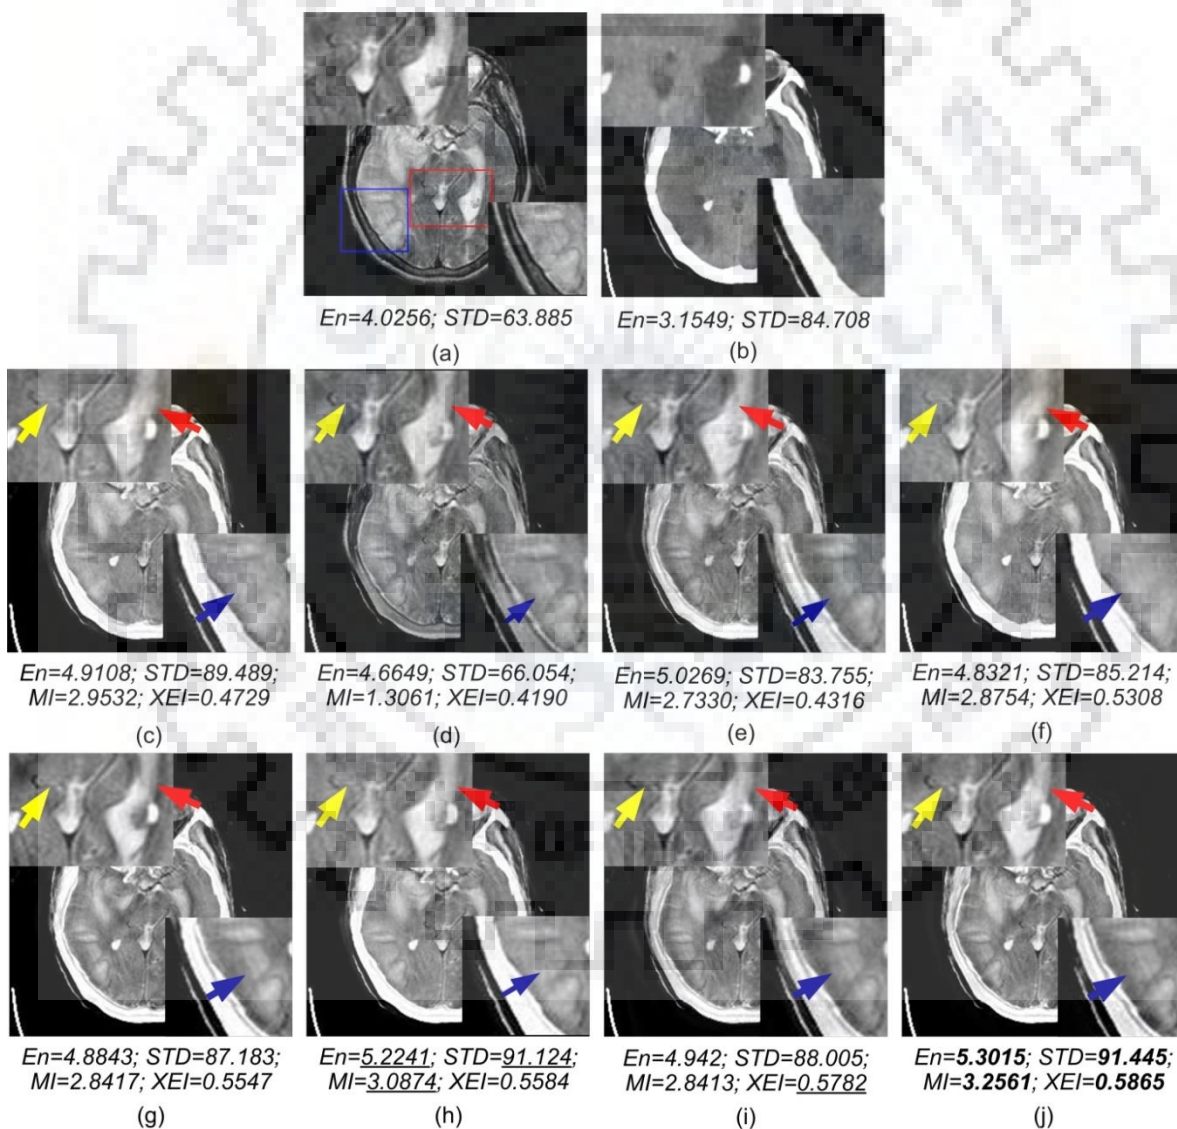 En=4.0256; STD=63.885
(a)
En=3.1549; STD=84.708
(b)
En=4.9108; STD=89.489;
MI=2.9532; XEI=0.4729
(c)
En=4.6649; STD=66.054;
MI=1.3061; XEI=0.4190
(d)
En=5.0269; STD=83.755;
MI=2.7330; XEI=0.4316
(e)
En=4.8321; STD=85.214;
MI=2.8754; XEI=0.5308
(f)
En=4.8843; STD=87.183;
MI=2.8417; XEI=0.5547
(g)
En=5.2241; STD=91.124;
MI=3.0874; XEI=0.5584
(h)
En=4.942; STD=88.005;
MI=2.8413; XEI=0.5782
(i)
En=5.3015; STD=91.445;
MI=3.2561; XEI=0.5865
(j)